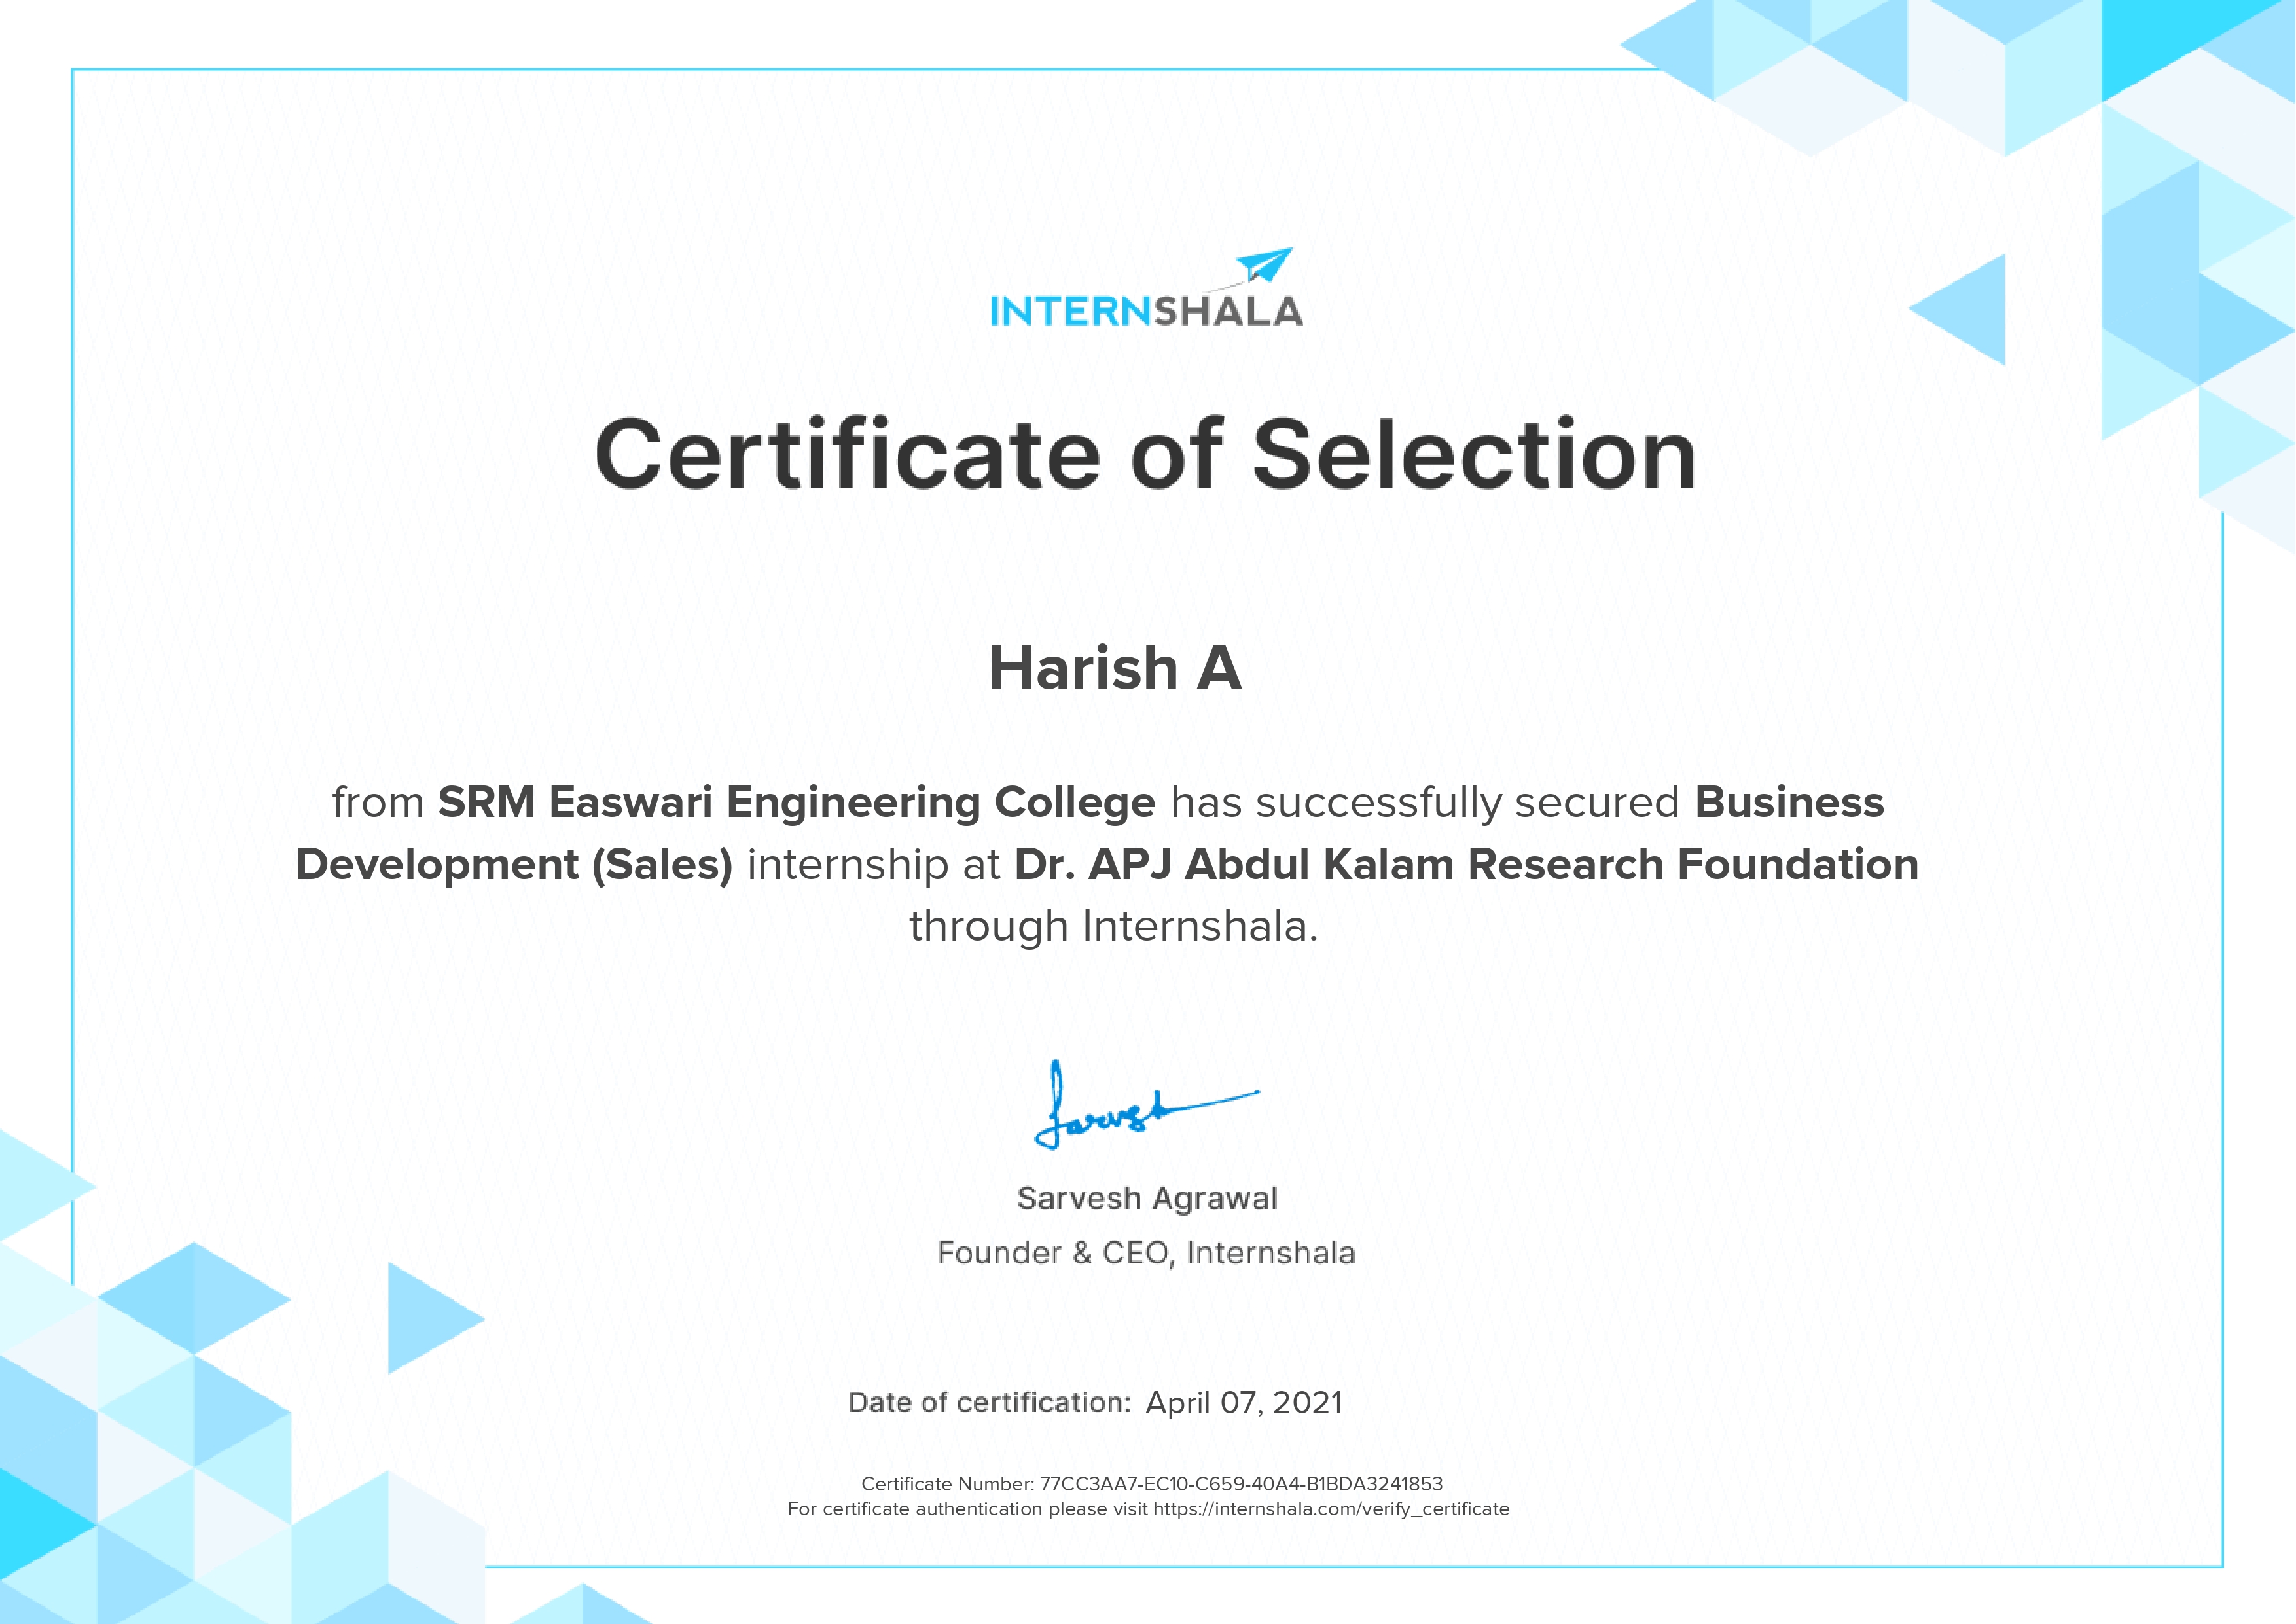 INTERNSHALA
Certificate of Selection
Harish A
from SRM Easwari Engineering College has successfully secured Business
Development (Sales) internship at Dr. APJ Abdul Kalam Research Foundation
through Internshala.
Sarvesh Agrawal
Founder & CEO, Internshala
Date of certification: April 07, 2021
Certificate Number: 77CC3AA7-EC10-C659-40A4-B1BDA3241853
For certificate authentication please visit https://internshala.com/verify_certificate